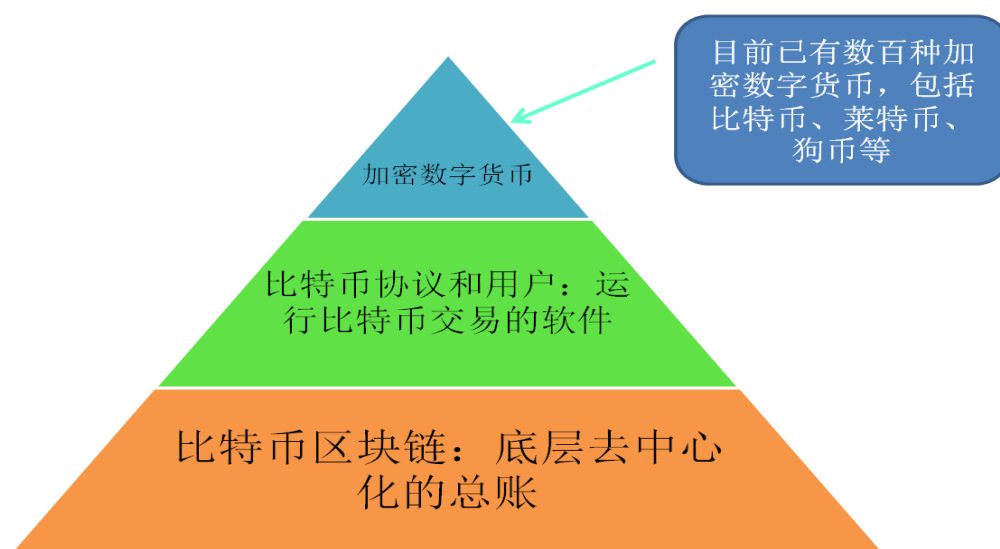 目前已有数百种加
密数字货币，包括
比特币、莱特币、
狗币等
加密数字货币
比特币协议和用户：运
行比特币交易的软件
比特币区块链：底层去中心
化的总账